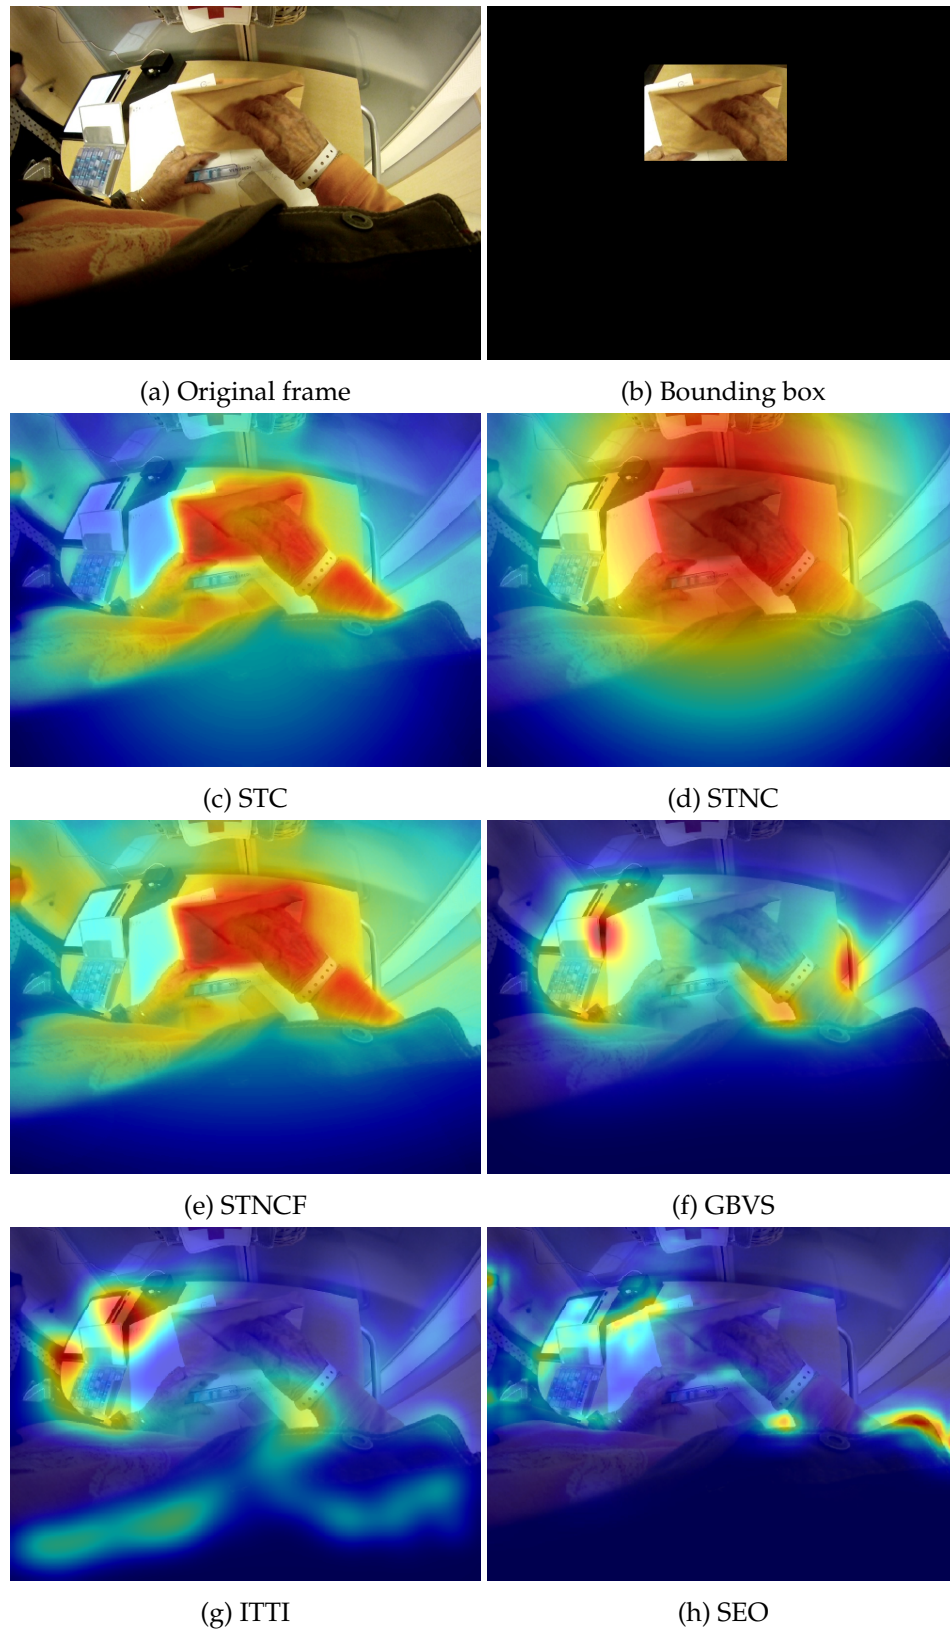 (a) Original frame
(b) Bounding box
(c) STC
(d) STNC
(e) STNCF
(f) GBVS
(g) ITTI
(h) SEO